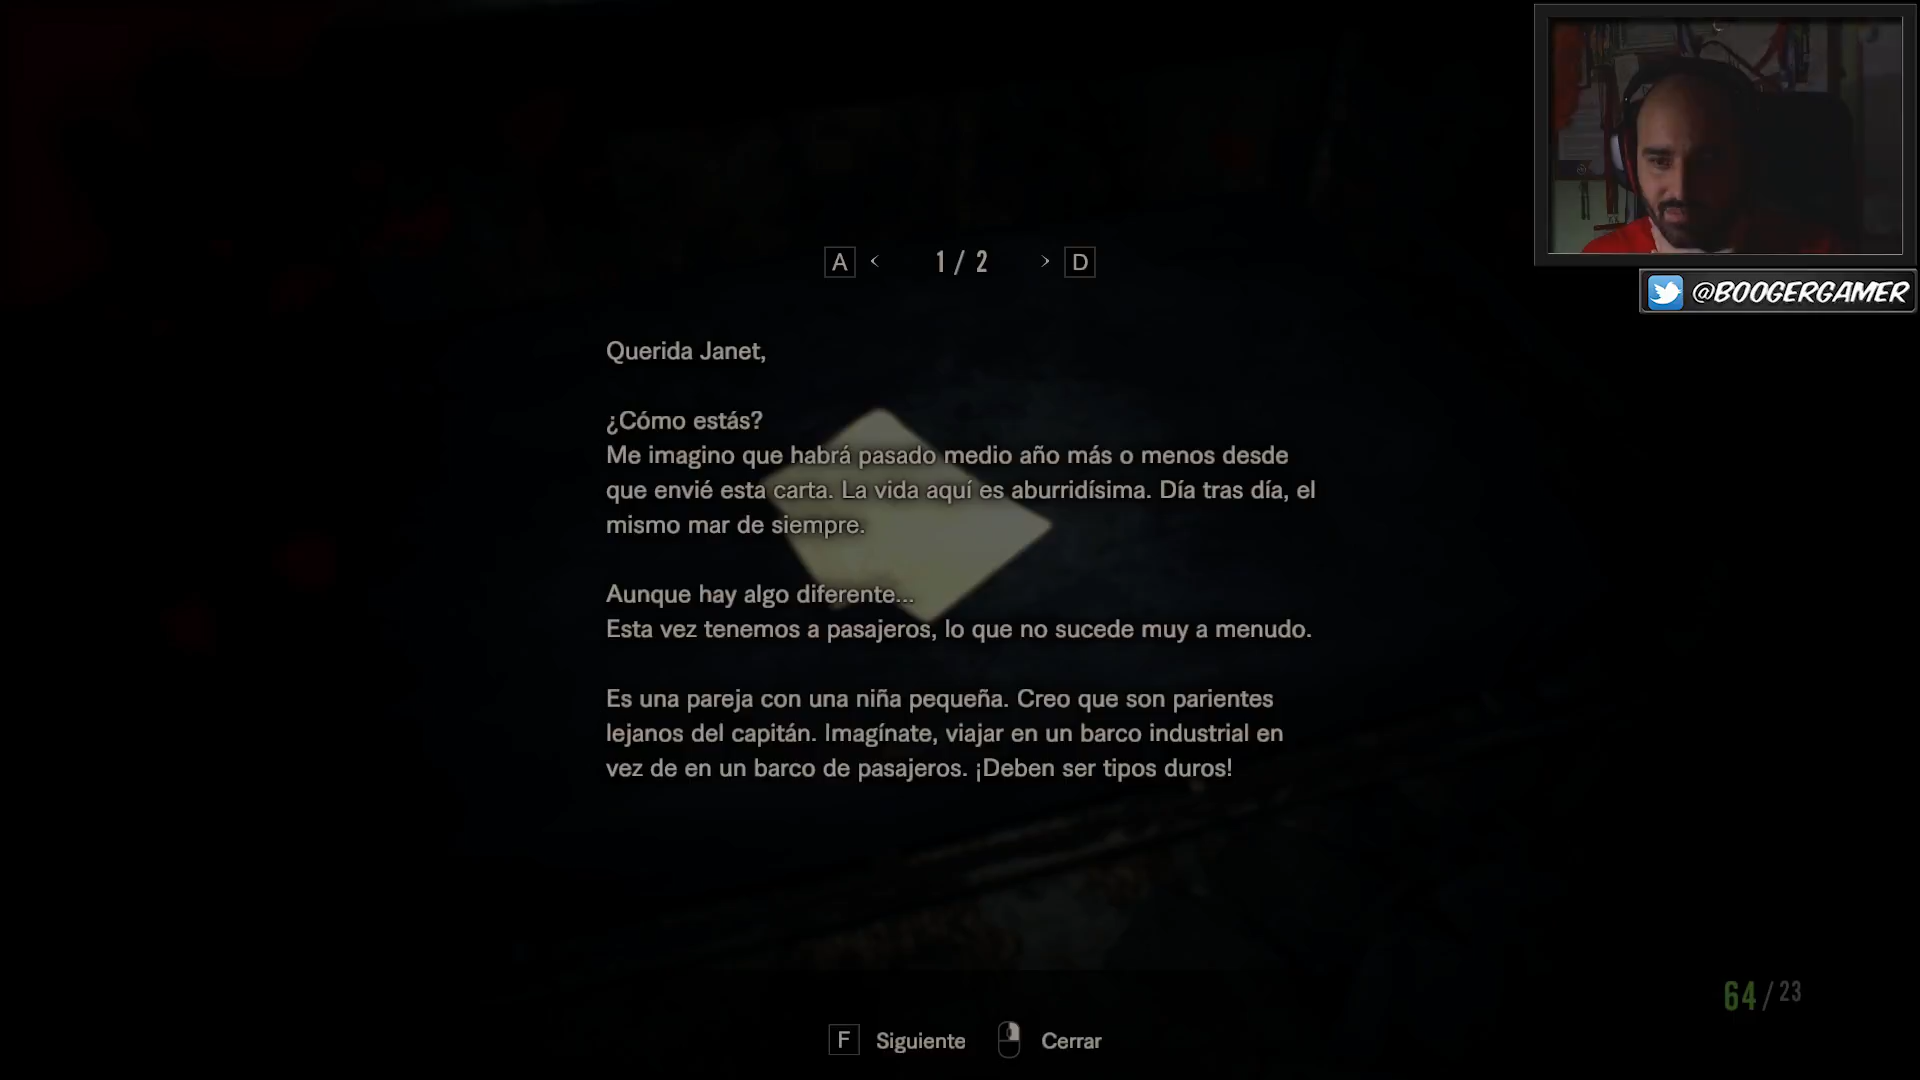 A < 1 / 2 > D
@BOOGERGAMER
Querida Janet,
¿Cómo estás?
Me imagino que habrá pasado medio año más o menos desde
que envié esta carta. La vida aquí es aburridísima. Día tras día, el
mismo mar de siempre.
Aunque hay algo diferente...
Esta vez tenemos a pasajeros, lo que no sucede muy a menudo.
Es una pareja con una niña pequeña. Creo que son parientes
lejanos del capitán. Imagínate, viajar en un barco industrial en
vez de en un barco de pasajeros. ¡Deben ser tipos duros!
64 / 23
F Siguiente Cerrar